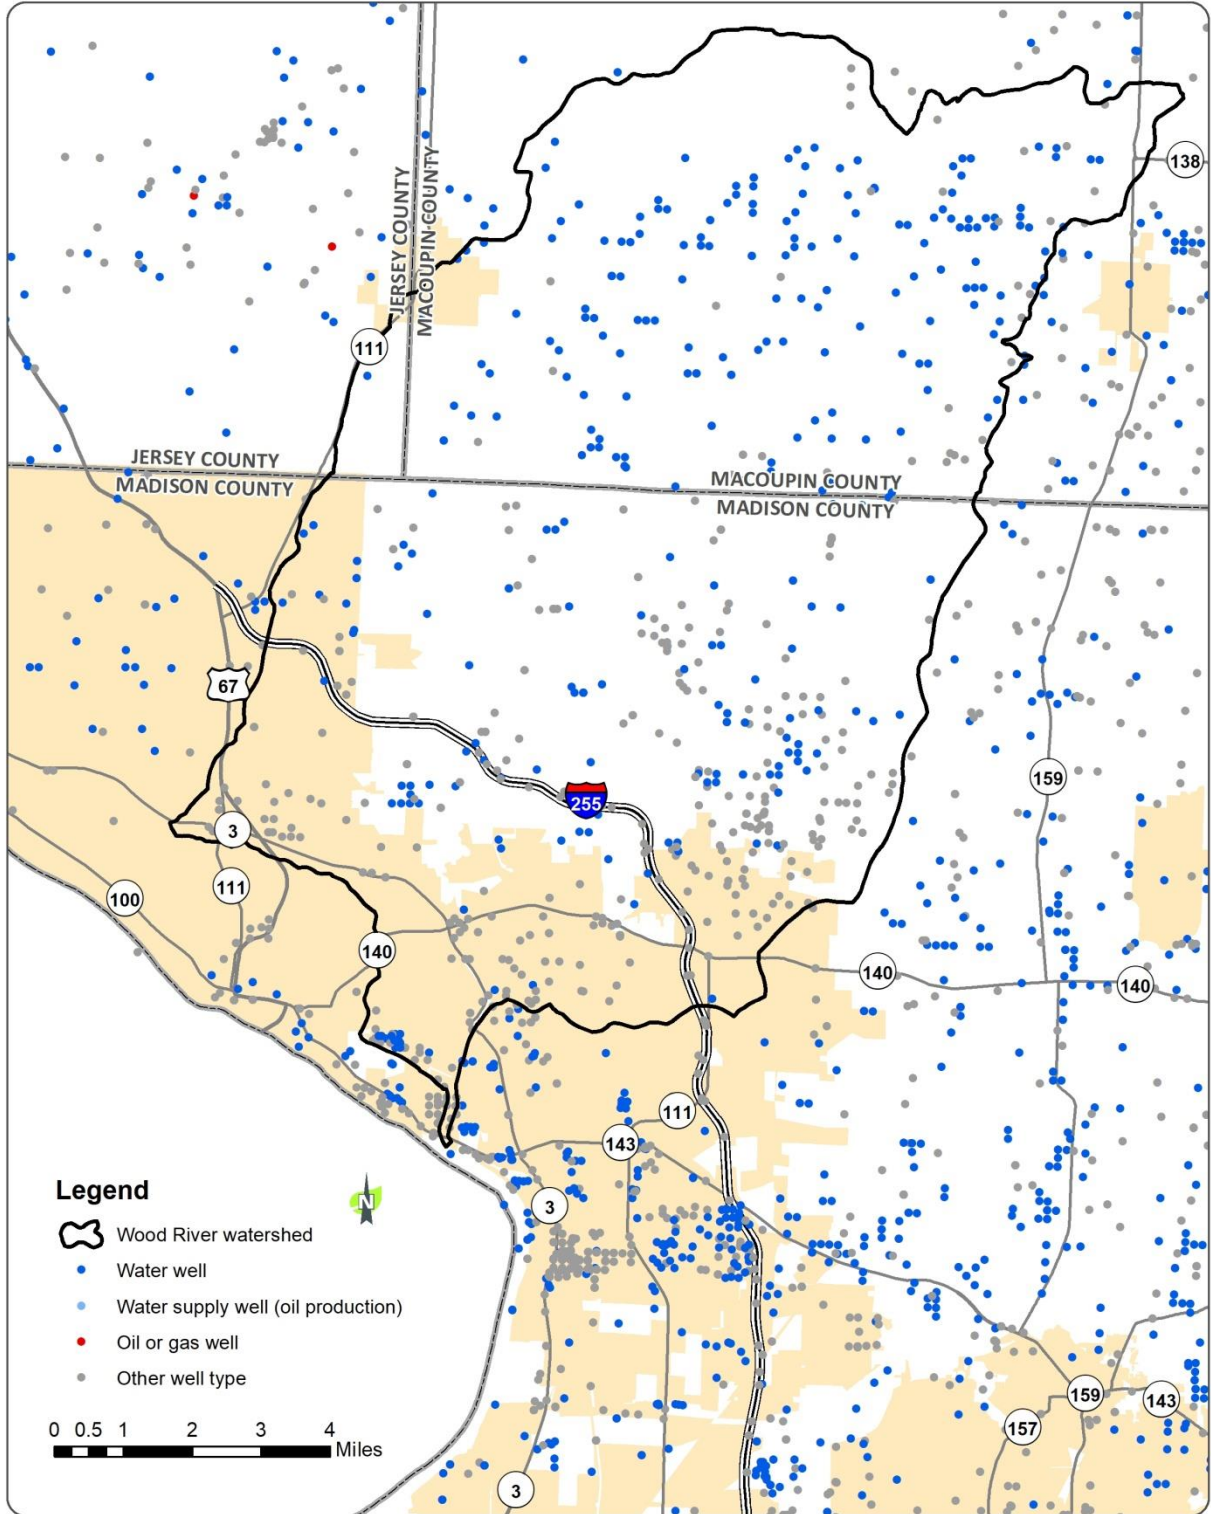 138
JERSEY COUNTY
MACOUPIN COUNTY
111
JERSEY COUNTY
MADISON COUNTY
MACOUPIN COUNTY
MADISON COUNTY
67
159
255
3
111
100
140
140
140
111
143
3
159
143
157
3
Legend
N
Wood River watershed
Water well
Water supply well (oil production)
Oil or gas well
Other well type
0 0.5 1 2 3 4 Miles